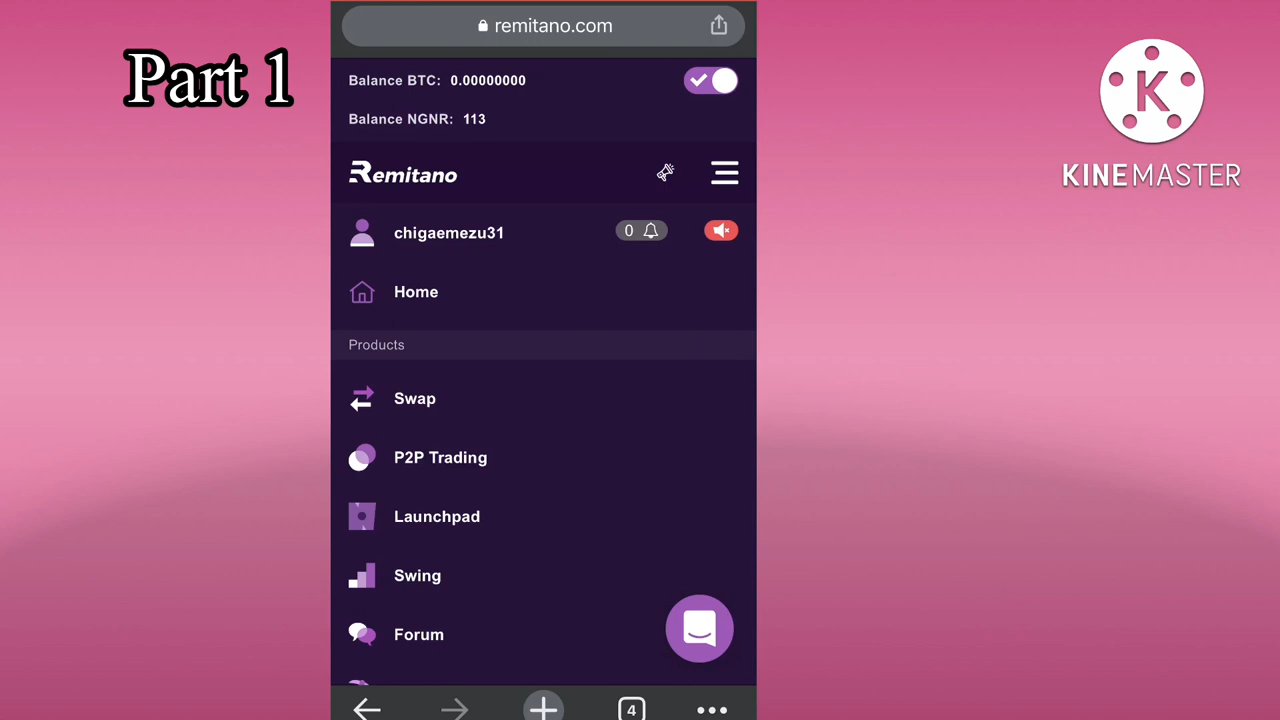 Part 1
remitano.com
Balance BTC: 0.00000000
Balance NGNR: 113
Remitano
chigaemezu31
0
Home
Products
Swap
P2P Trading
Launchpad
Swing
Forum
4
K
KINEMASTER